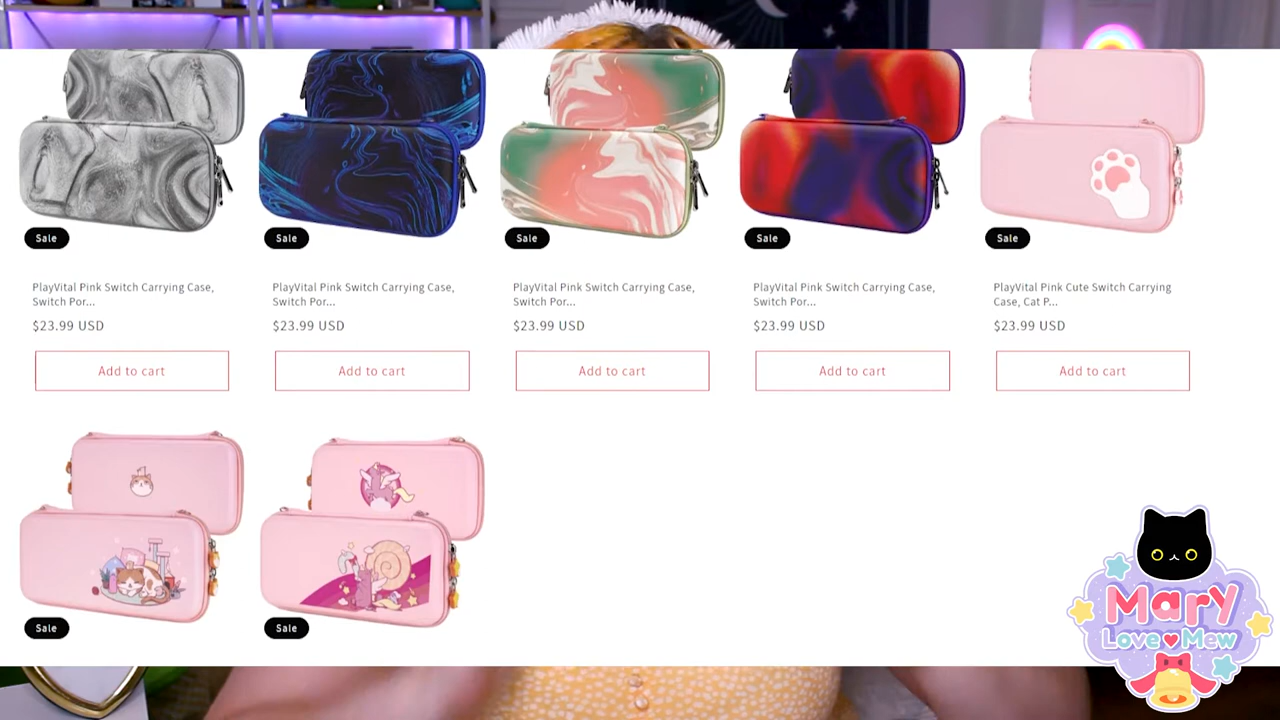 Sale
Sale
Sale
Sale
Sale
PlayVital Pink Switch Carrying Case,
Switch Por...
$23.99 USD
Add to cart
PlayVital Pink Switch Carrying Case,
Switch Por...
$23.99 USD
Add to cart
PlayVital Pink Switch Carrying Case,
Switch Por...
$23.99 USD
Add to cart
PlayVital Pink Switch Carrying Case,
Switch Por...
$23.99 USD
Add to cart
PlayVital Pink Cute Switch Carrying
Case, Cat P...
$23.99 USD
Add to cart
Sale
Sale
Mary
Love Mew